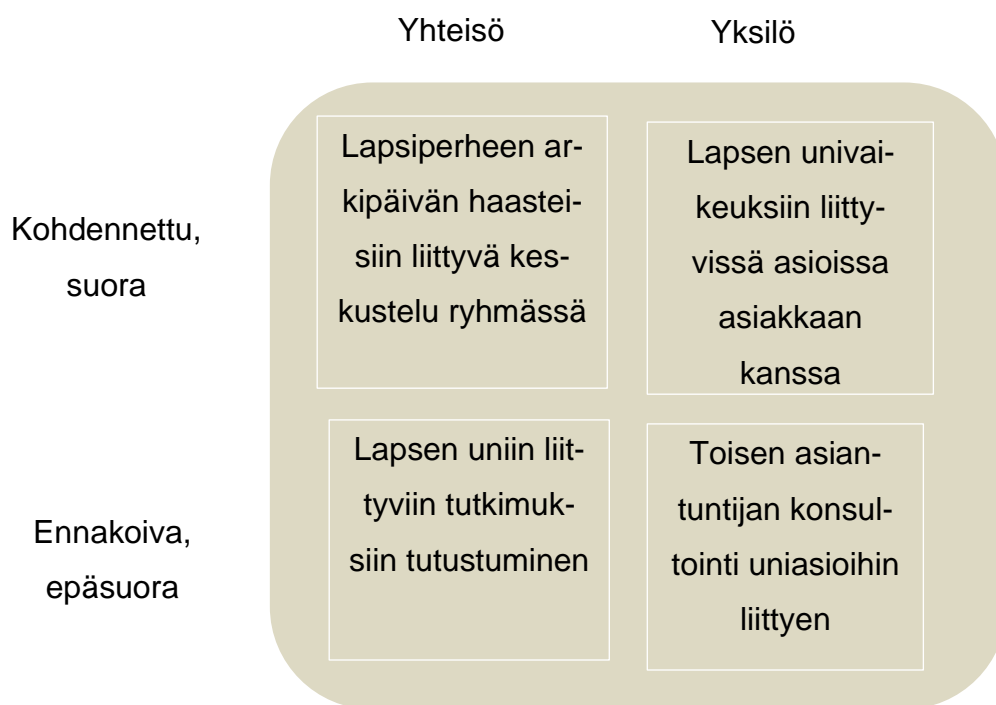 Yhteisö
Yksilö
Kohdennettu,
suora
Lapsiperheen ar-
kipäivän haastei-
siin liittyvä kes-
kustelu ryhmässä
Lapsen univai-
keuksiin liitty-
vissä asioissa
asiakkaan
kanssa
Ennakoiva,
epäsuora
Lapsen uniin liit-
tyviin tutkimuk-
siin tutustuminen
Toisen asian-
tuntijan konsul-
tointi uniasioihin
liittyen